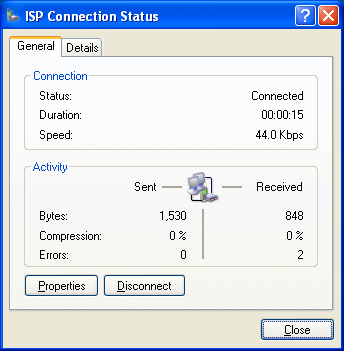 ISP Connection Status
General Details
Connection
Status: Connected
Duration: 00:00:15
Speed: 44.0 Kbps
Activity
Sent Received
Bytes: 1,530 848
Compression: 0 % 0 %
Errors: 0 2
Properties Disconnect
Close